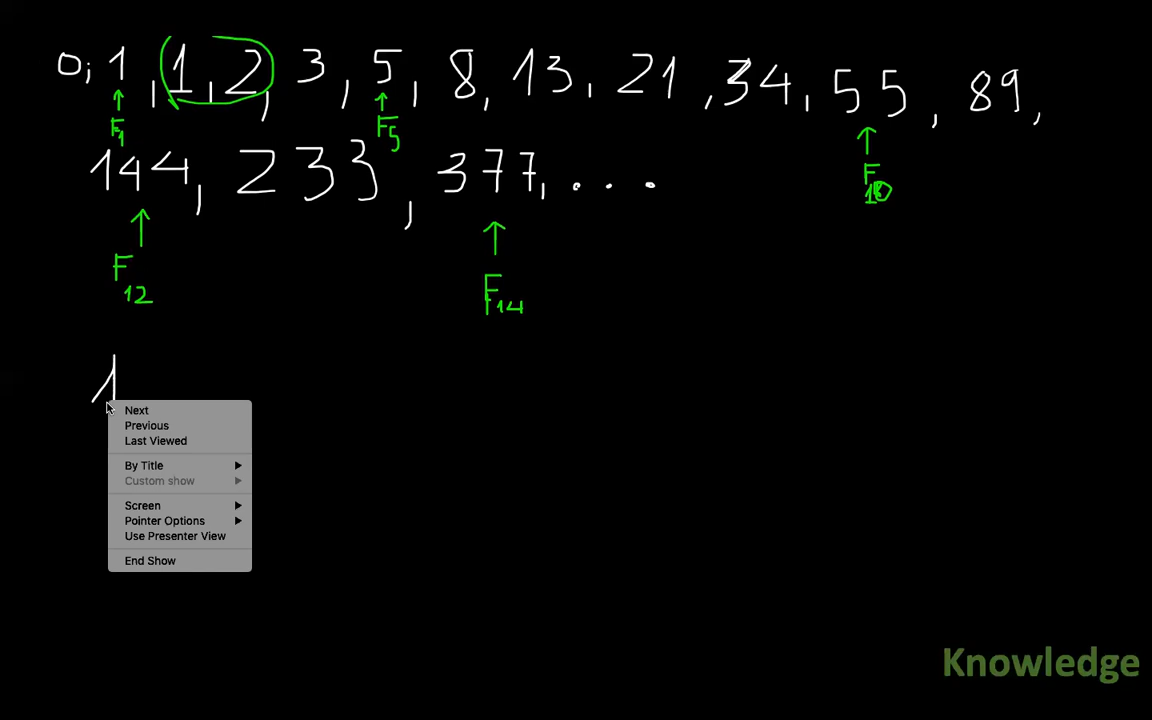 0; 1, 1, 2, 3, 5, 8, 13, 21, 34, 55, 89,
F1 F5 F10
144, 233, 377, ...
F12 F14
1
Next
Previous
Last Viewed
By Title
Custom show
Screen
Pointer Options
Use Presenter View
End Show
Knowledge